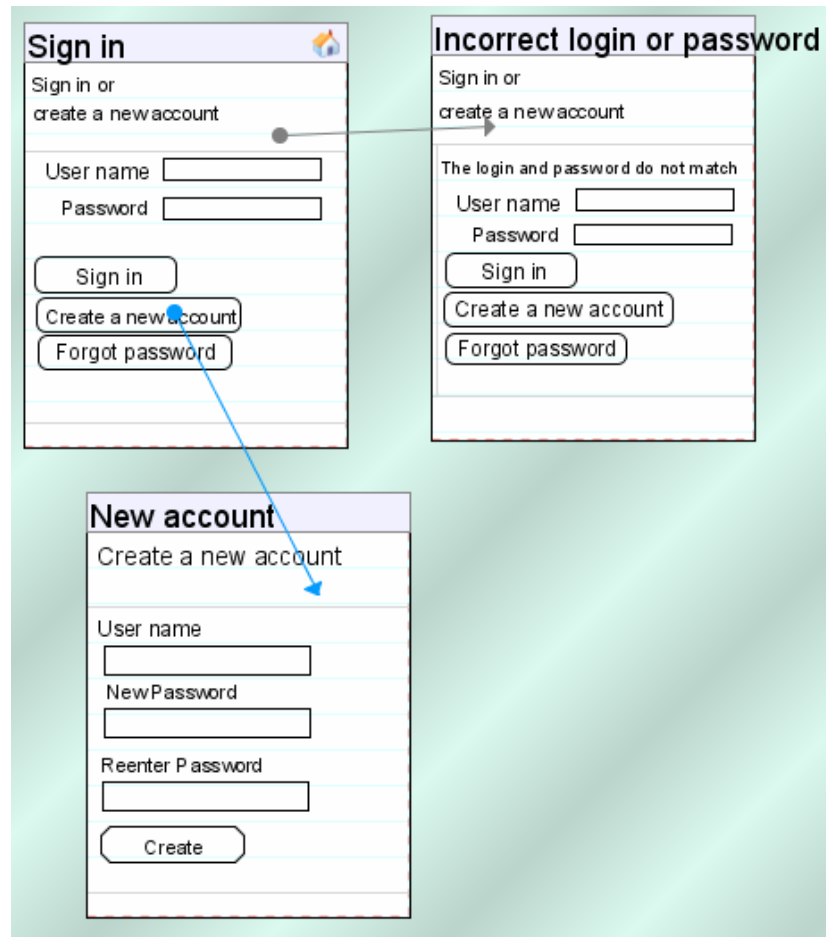 Sign in
Sign in or
create a new account
User name
Password
Sign in
Create a new account
Forgot password
Incorrect login or password
Sign in or
create a new account
The login and password do not match
User name
Password
Sign in
Create a new account
Forgot password
New account
Create a new account
User name
New Password
Reenter Password
Create